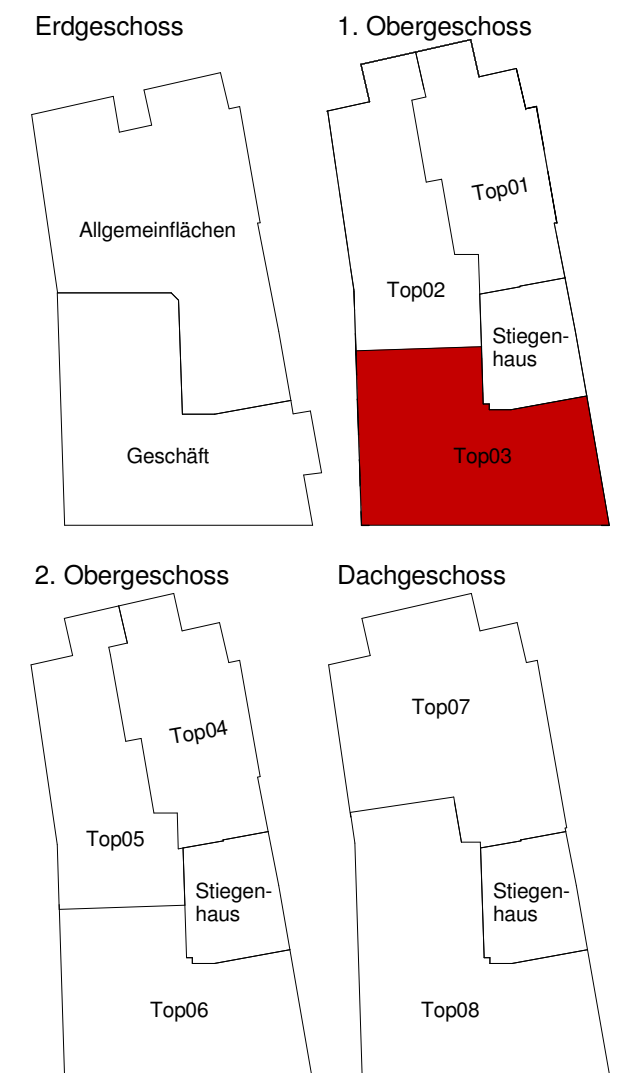 Erdgeschoss
Allgemeinflächen
Geschäft
1. Obergeschoss
Top01
Top02
Stiegen-
haus
Top03
2. Obergeschoss
Top04
Top05
Stiegen-
haus
Top06
Dachgeschoss
Top07
Stiegen-
haus
Top08